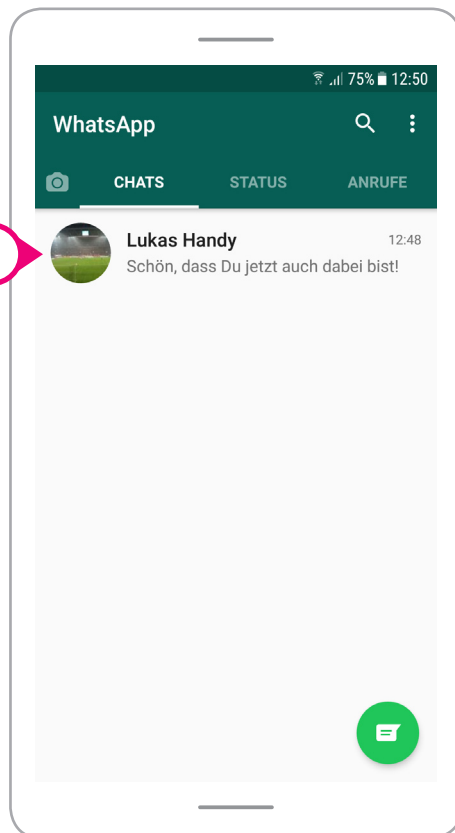 75% 12:50
WhatsApp
CHATS STATUS ANRUFE
Lukas Handy 12:48
Schön, dass Du jetzt auch dabei bist!